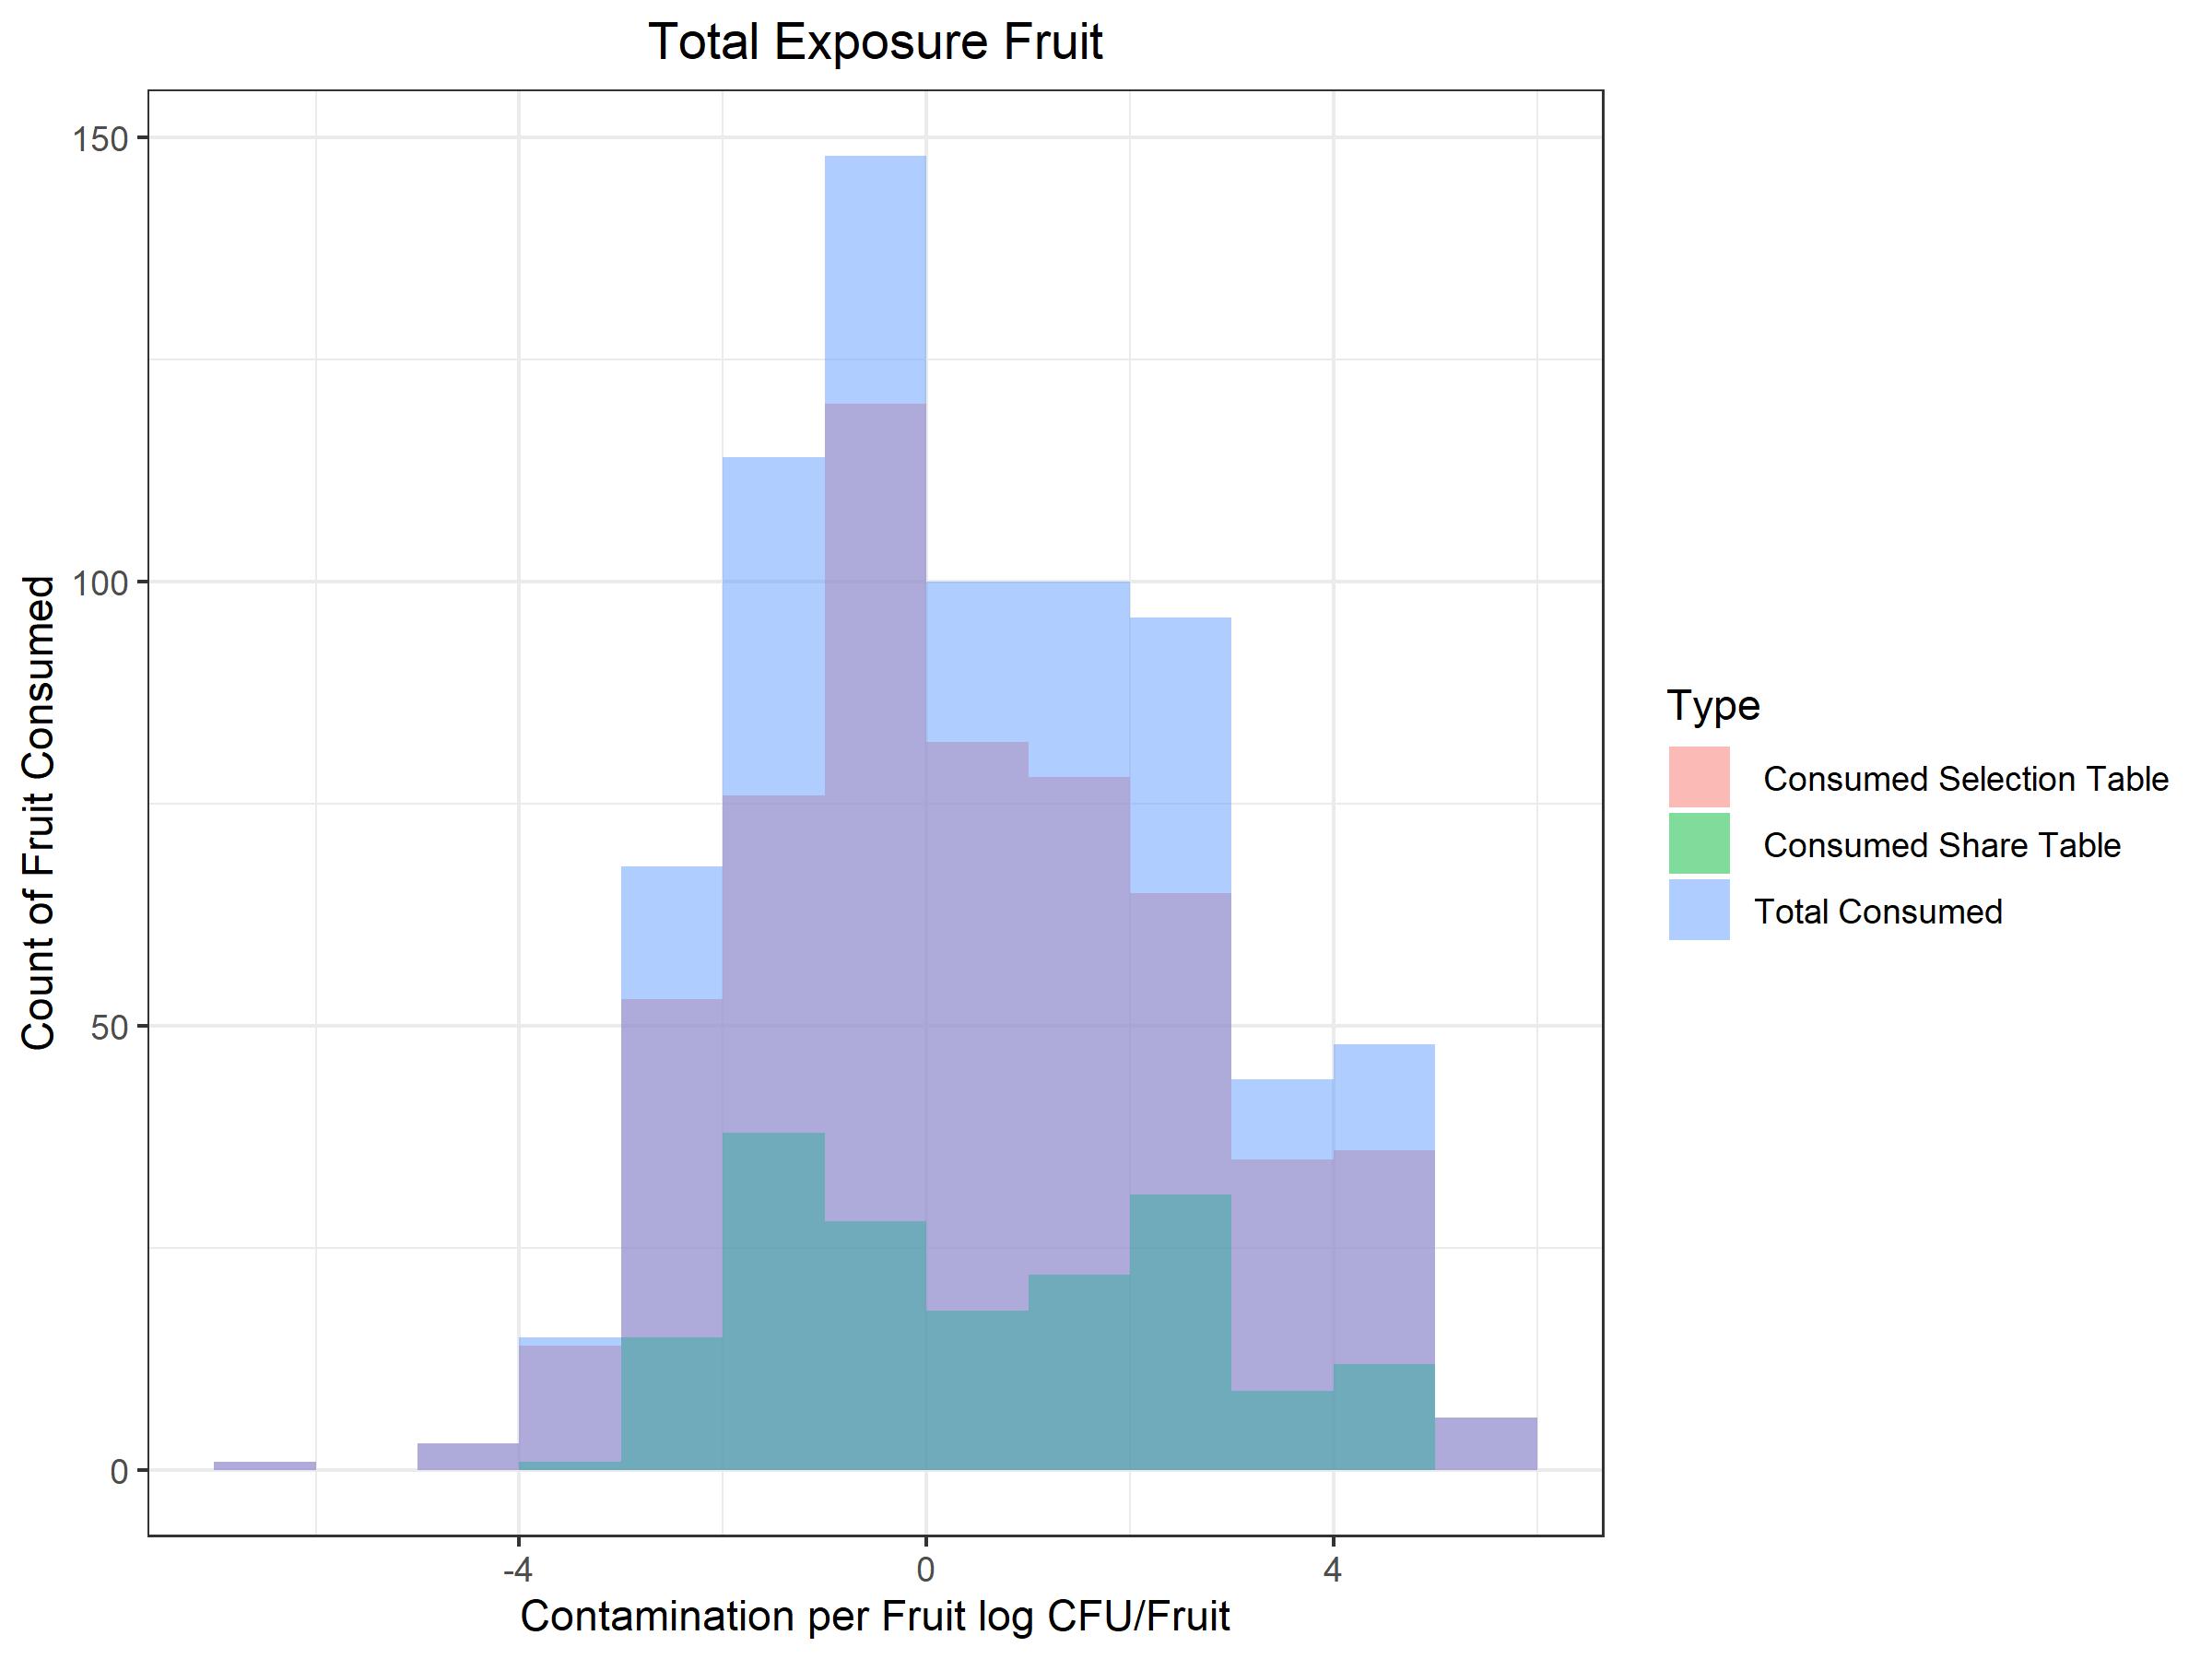 Total Exposure Fruit
150
100
50
0
-4
0
4
Count of Fruit Consumed
Contamination per Fruit log CFU/Fruit
Type
Consumed Selection Table
Consumed Share Table
Total Consumed